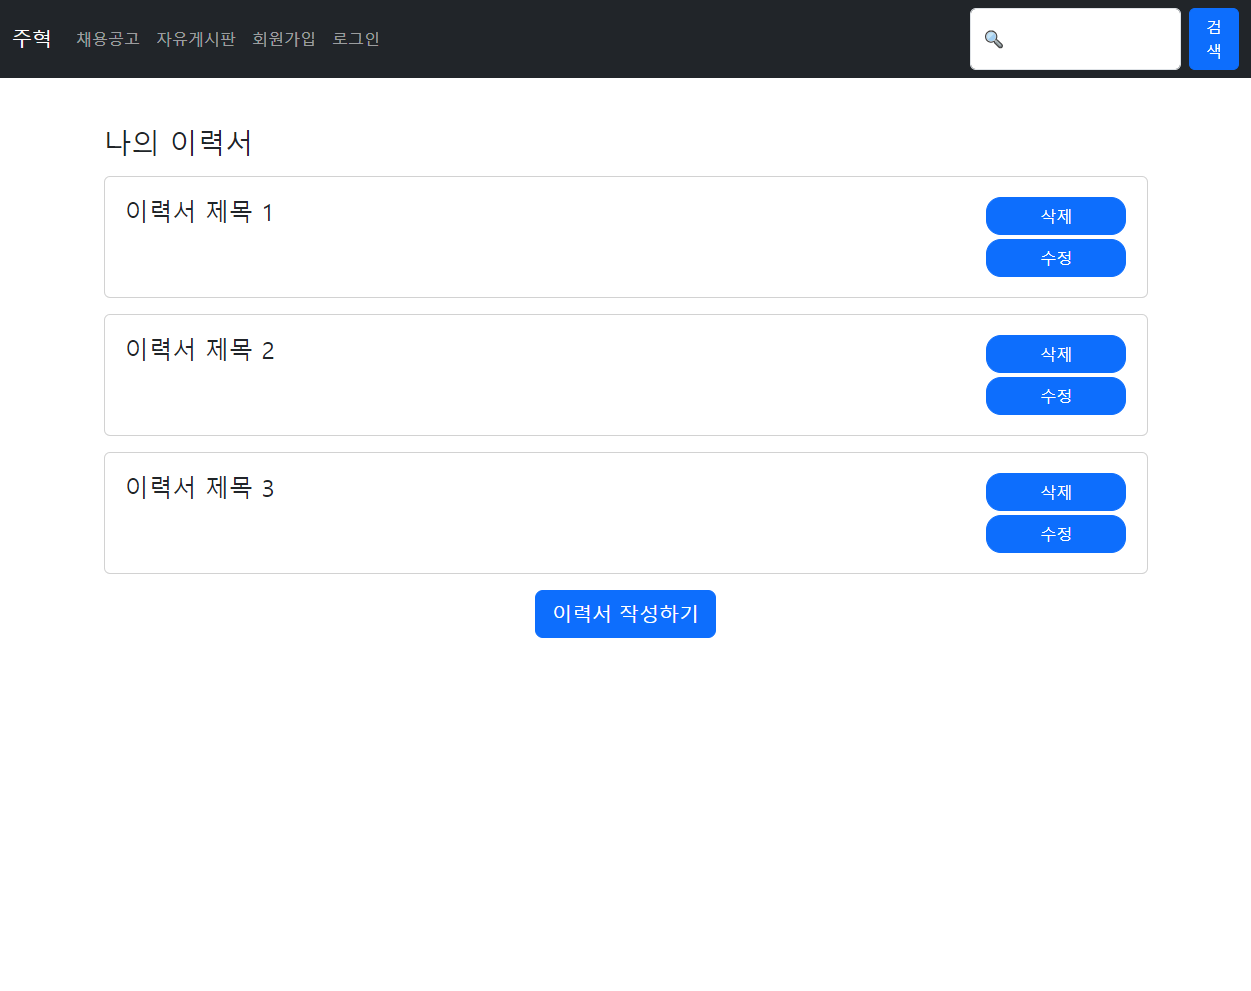 주혁 채용공고 자유게시판 회원가입 로그인 🔍 검
색
나의 이력서
이력서 제목 1
삭제
수정
이력서 제목 2
삭제
수정
이력서 제목 3
삭제
수정
이력서 작성하기